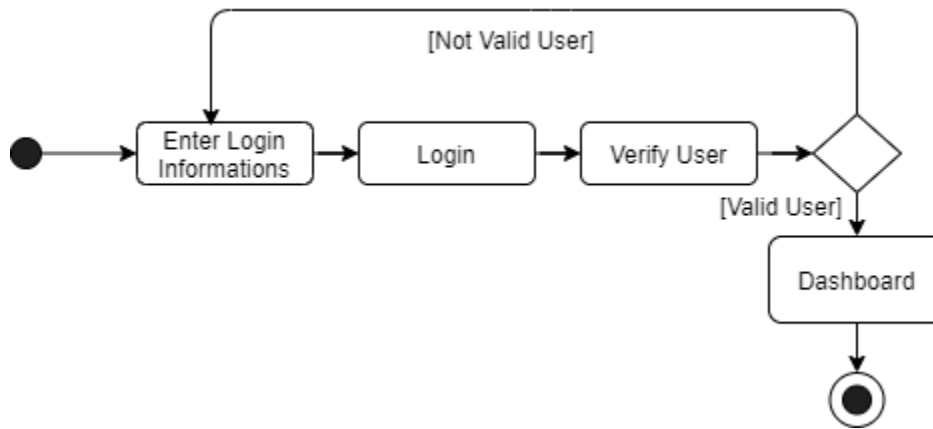 [Not Valid User]
Enter Login
Informations
Login
Verify User
[Valid User]
Dashboard